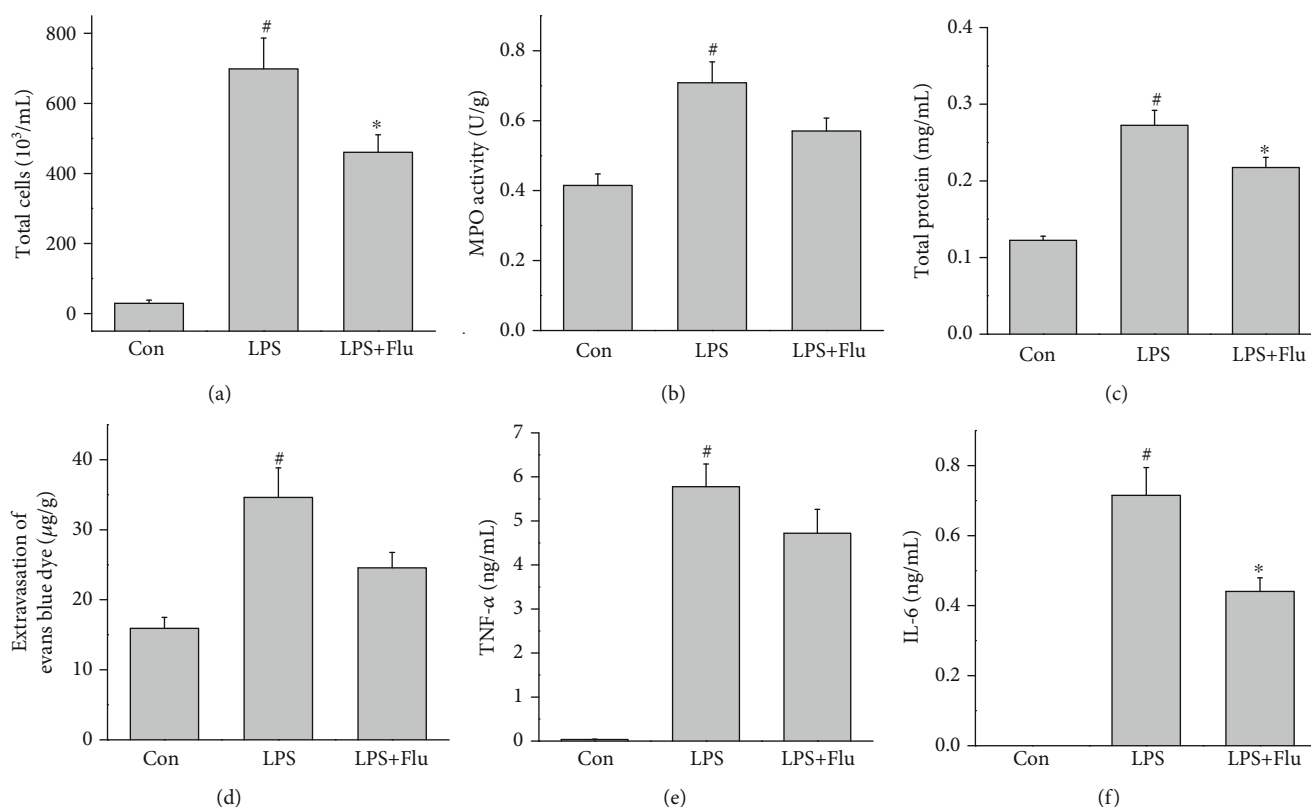 Total cells (10³/mL)
800
600
400
200
0
#
*
Con LPS LPS+Flu
(a)
MPO activity (U/g)
0.8
0.6
0.4
0.2
0.0
#
Con LPS LPS+Flu
(b)
Total protein (mg/mL)
0.4
0.3
0.2
0.1
0.0
#
*
Con LPS LPS+Flu
(c)
Extravasation of
evans blue dye (μg/g)
40
30
20
10
0
#
Con LPS LPS+Flu
(d)
TNF-α (ng/mL)
7
6
5
4
3
2
1
0
#
Con LPS LPS+Flu
(e)
IL-6 (ng/mL)
0.8
0.6
0.4
0.2
0.0
#
*
Con LPS LPS+Flu
(f)